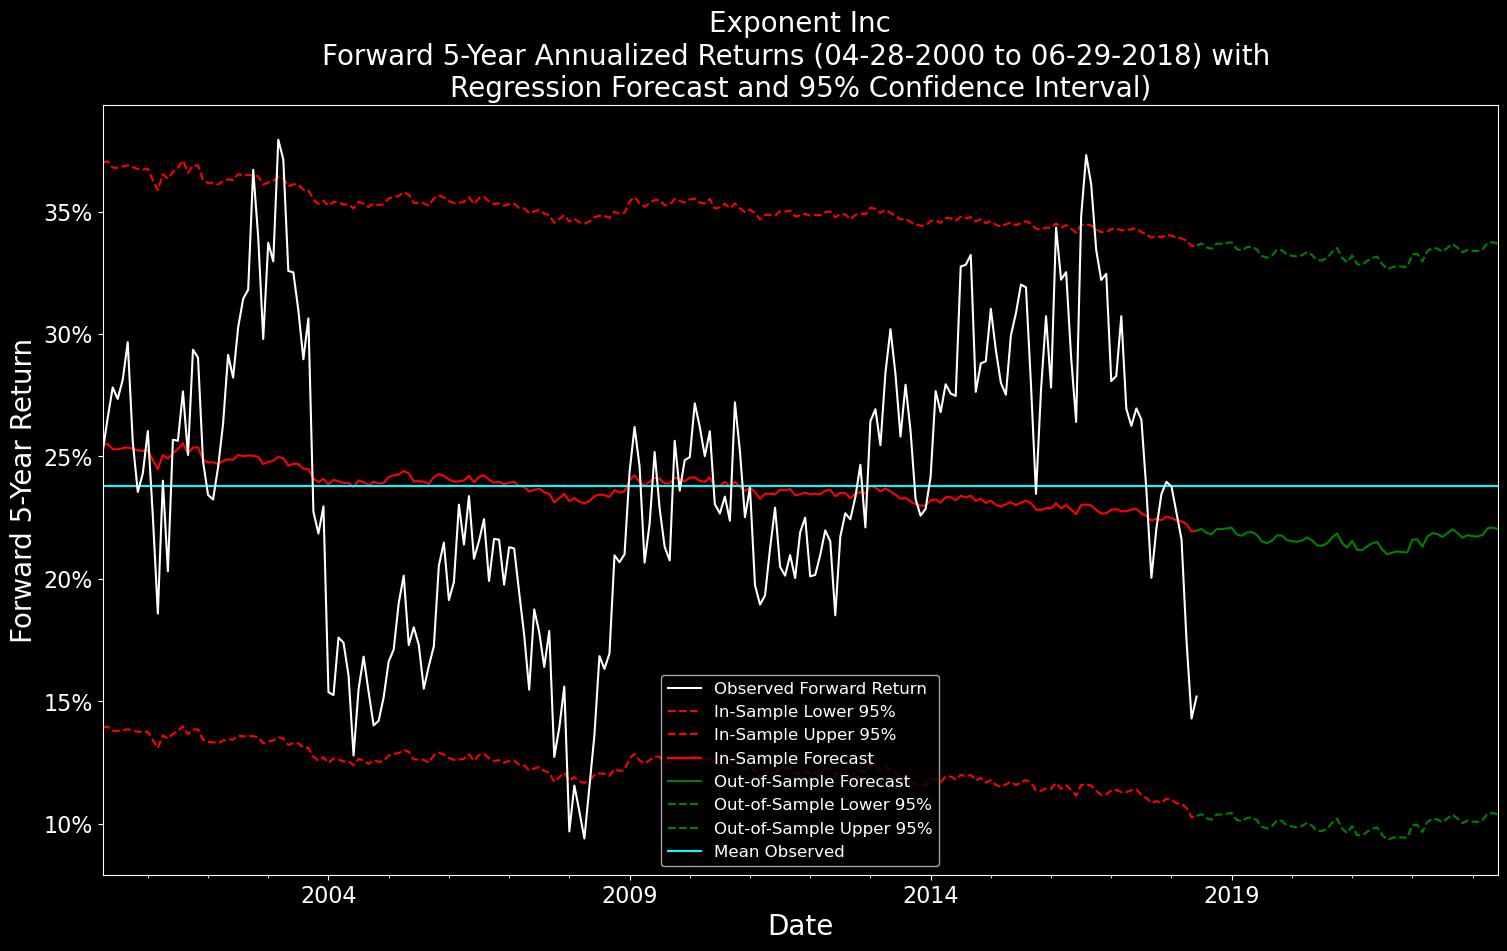 Exponent Inc
Forward 5-Year Annualized Returns (04-28-2000 to 06-29-2018) with
Regression Forecast and 95% Confidence Interval)
Forward 5-Year Return
35%
30%
25%
20%
15%
10%
Observed Forward Return
In-Sample Lower 95%
In-Sample Upper 95%
In-Sample Forecast
Out-of-Sample Forecast
Out-of-Sample Lower 95%
Out-of-Sample Upper 95%
Mean Observed
2004 2009 2014 2019
Date